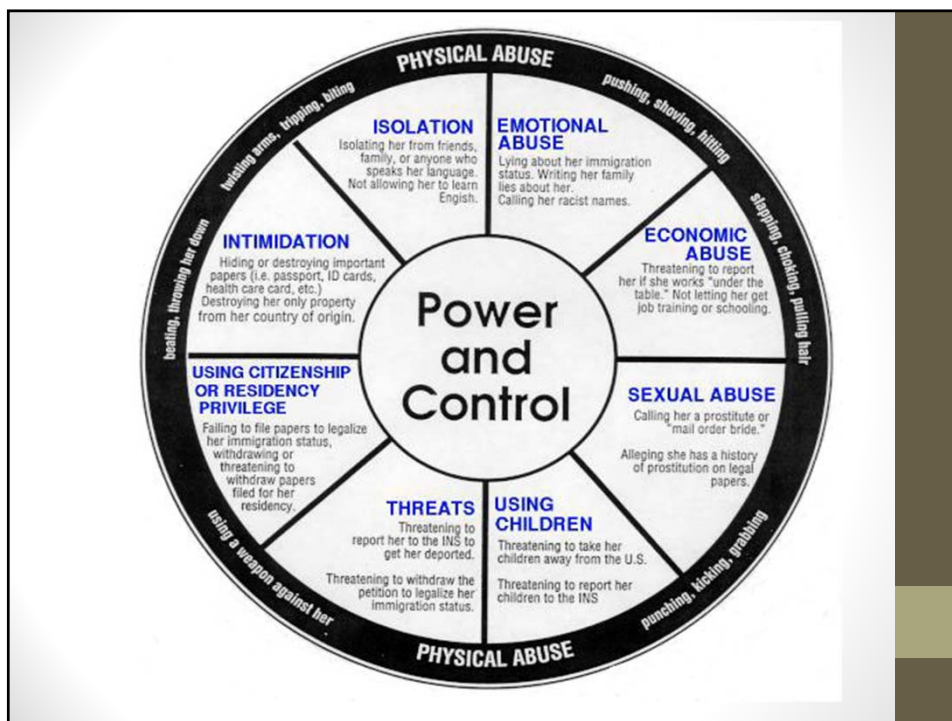 PHYSICAL ABUSE
pushing, shoving, hitting
slapping, choking, pulling hair
punching, kicking, grabbing
PHYSICAL ABUSE
using a weapon against her
beating, throwing her down
twisting arms, tripping, biting
ISOLATION
Isolating her from friends,
family, or anyone who
speaks her language.
Not allowing her to learn
Engish.
EMOTIONAL
ABUSE
Lying about her immigration
status. Writing her family
lies about her.
Calling her racist names.
ECONOMIC
ABUSE
Threatening to report
her if she works "under the
table." Not letting her get
job training or schooling.
SEXUAL ABUSE
Calling her a prostitute or
"mail order bride."
Alleging she has a history
of prostitution on legal
papers.
USING
CHILDREN
Threatening to take her
children away from the U.S.
Threatening to report her
children to the INS
THREATS
Threatening to
report her to the INS to
get her deported.
Threatening to withdraw the
petition to legalize her
immigration status.
USING CITIZENSHIP
OR RESIDENCY
PRIVILEGE
Failing to file papers to legalize
her immigration status,
withdrawing or
threatening to
withdraw papers
filed for her
residency.
INTIMIDATION
Hiding or destroying important
papers (i.e. passport, ID cards,
health care card, etc.)
Destroying her only property
from her country of origin.
Power
and
Control